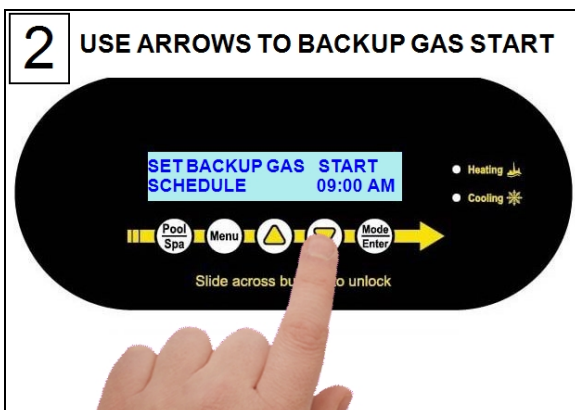 2 USE ARROWS TO BACKUP GAS START
SET BACKUP GAS START
SCHEDULE 09:00 AM
Heating
Cooling
Pool
Spa
Menu
Mode
Enter
Slide across bu to unlock